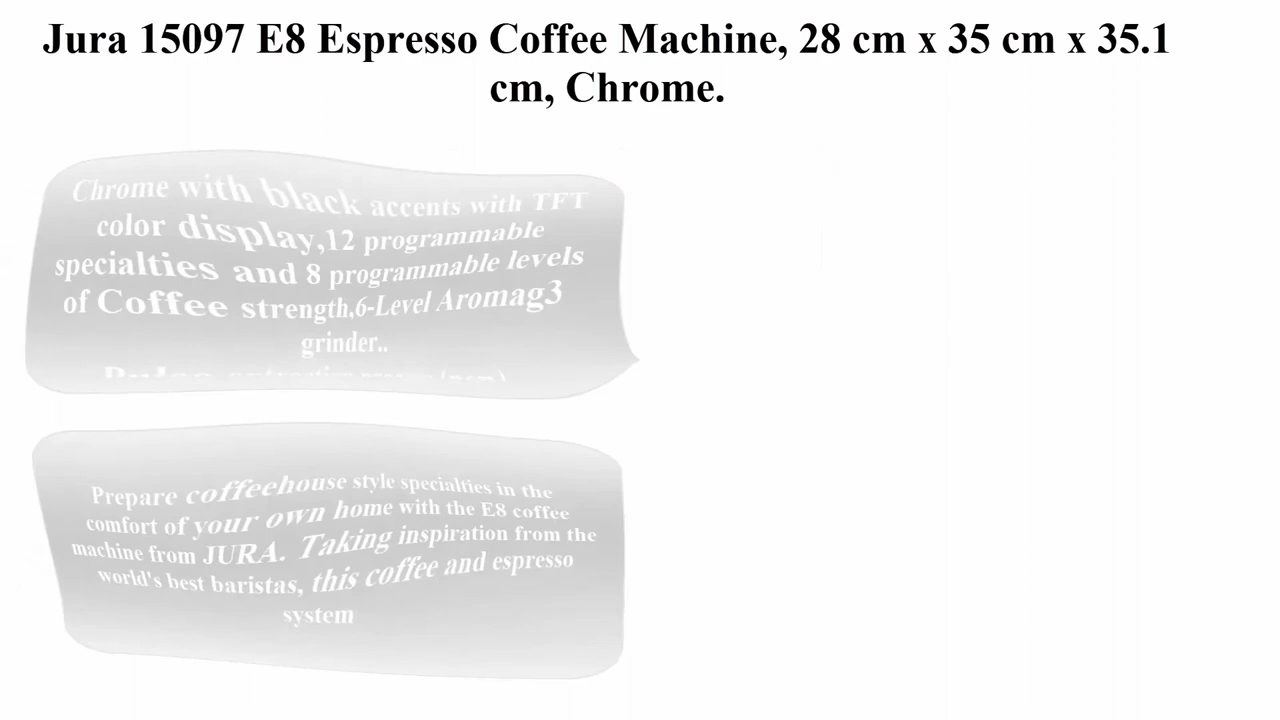 Jura 15097 E8 Espresso Coffee Machine, 28 cm x 35 cm x 35.1
cm, Chrome.
Chrome with black accents with TFT
color display,12 programmable
specialties and 8 programmable levels
of Coffee strength,6-Level Aromag3
grinder..
Prepare coffeehouse style specialties in the
comfort of your own home with the E8 coffee
machine from JURA. Taking inspiration from the
world's best baristas, this coffee and espresso
system